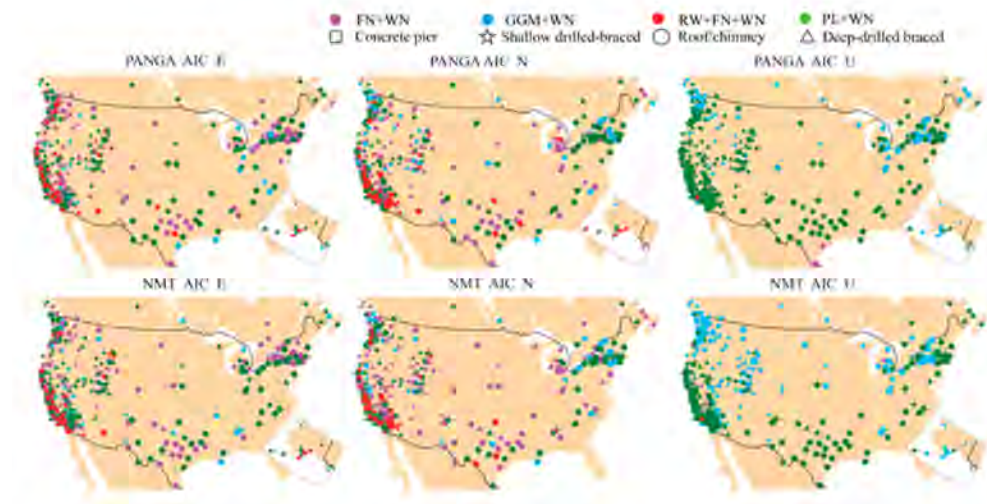 FN+WN GGM+WN RW+FN+WN PL+WN
Concrete pier Shallow drilled-braced Roof/chimney Deep-drilled braced
PANGA AIC E PANGA AIC N PANGA AIC U
NMT AIC E NMT AIC N NMT AIC U